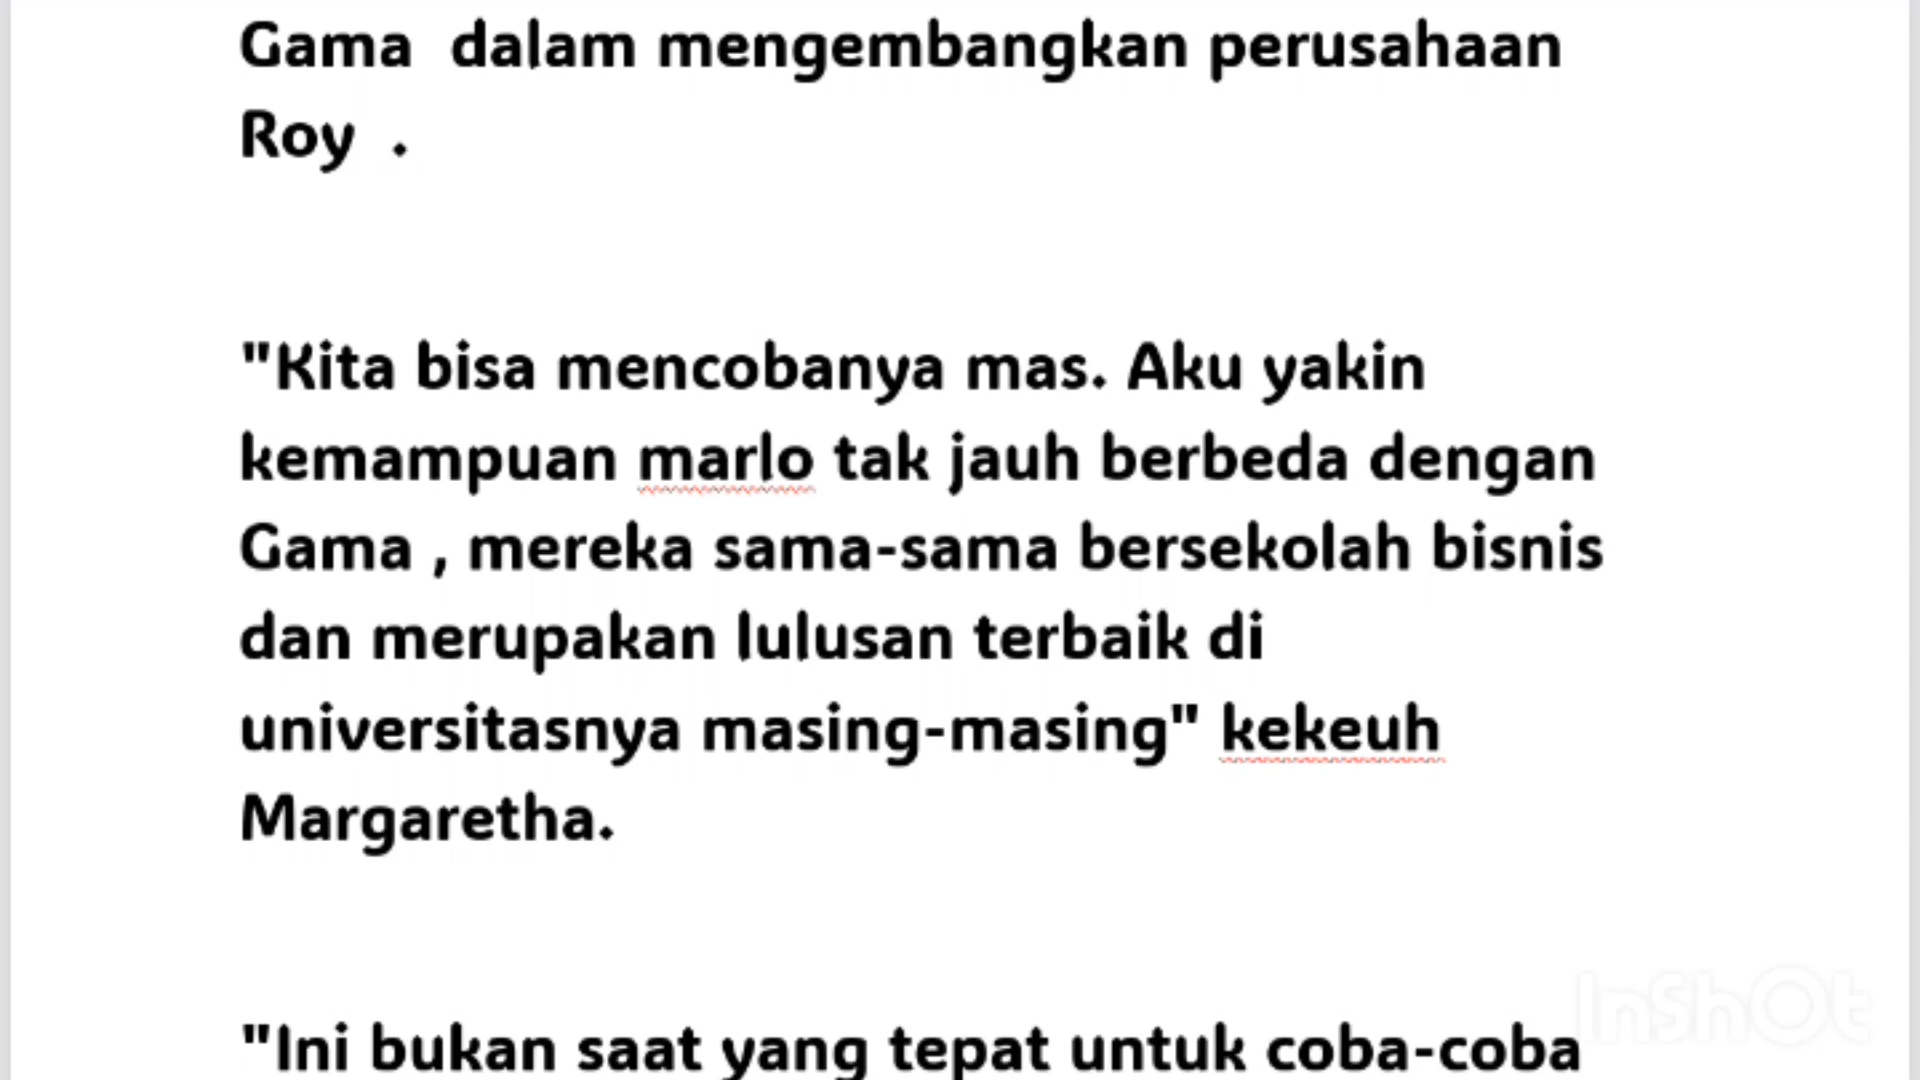 Gama  dalam mengembangkan perusahaan
Roy  .
"Kita bisa mencobanya mas. Aku yakin
kemampuan marlo tak jauh berbeda dengan
Gama , mereka sama-sama bersekolah bisnis
dan merupakan lulusan terbaik di
universitasnya masing-masing" kekeuh
Margaretha.
"Ini bukan saat yang tepat untuk coba-coba
InShOt